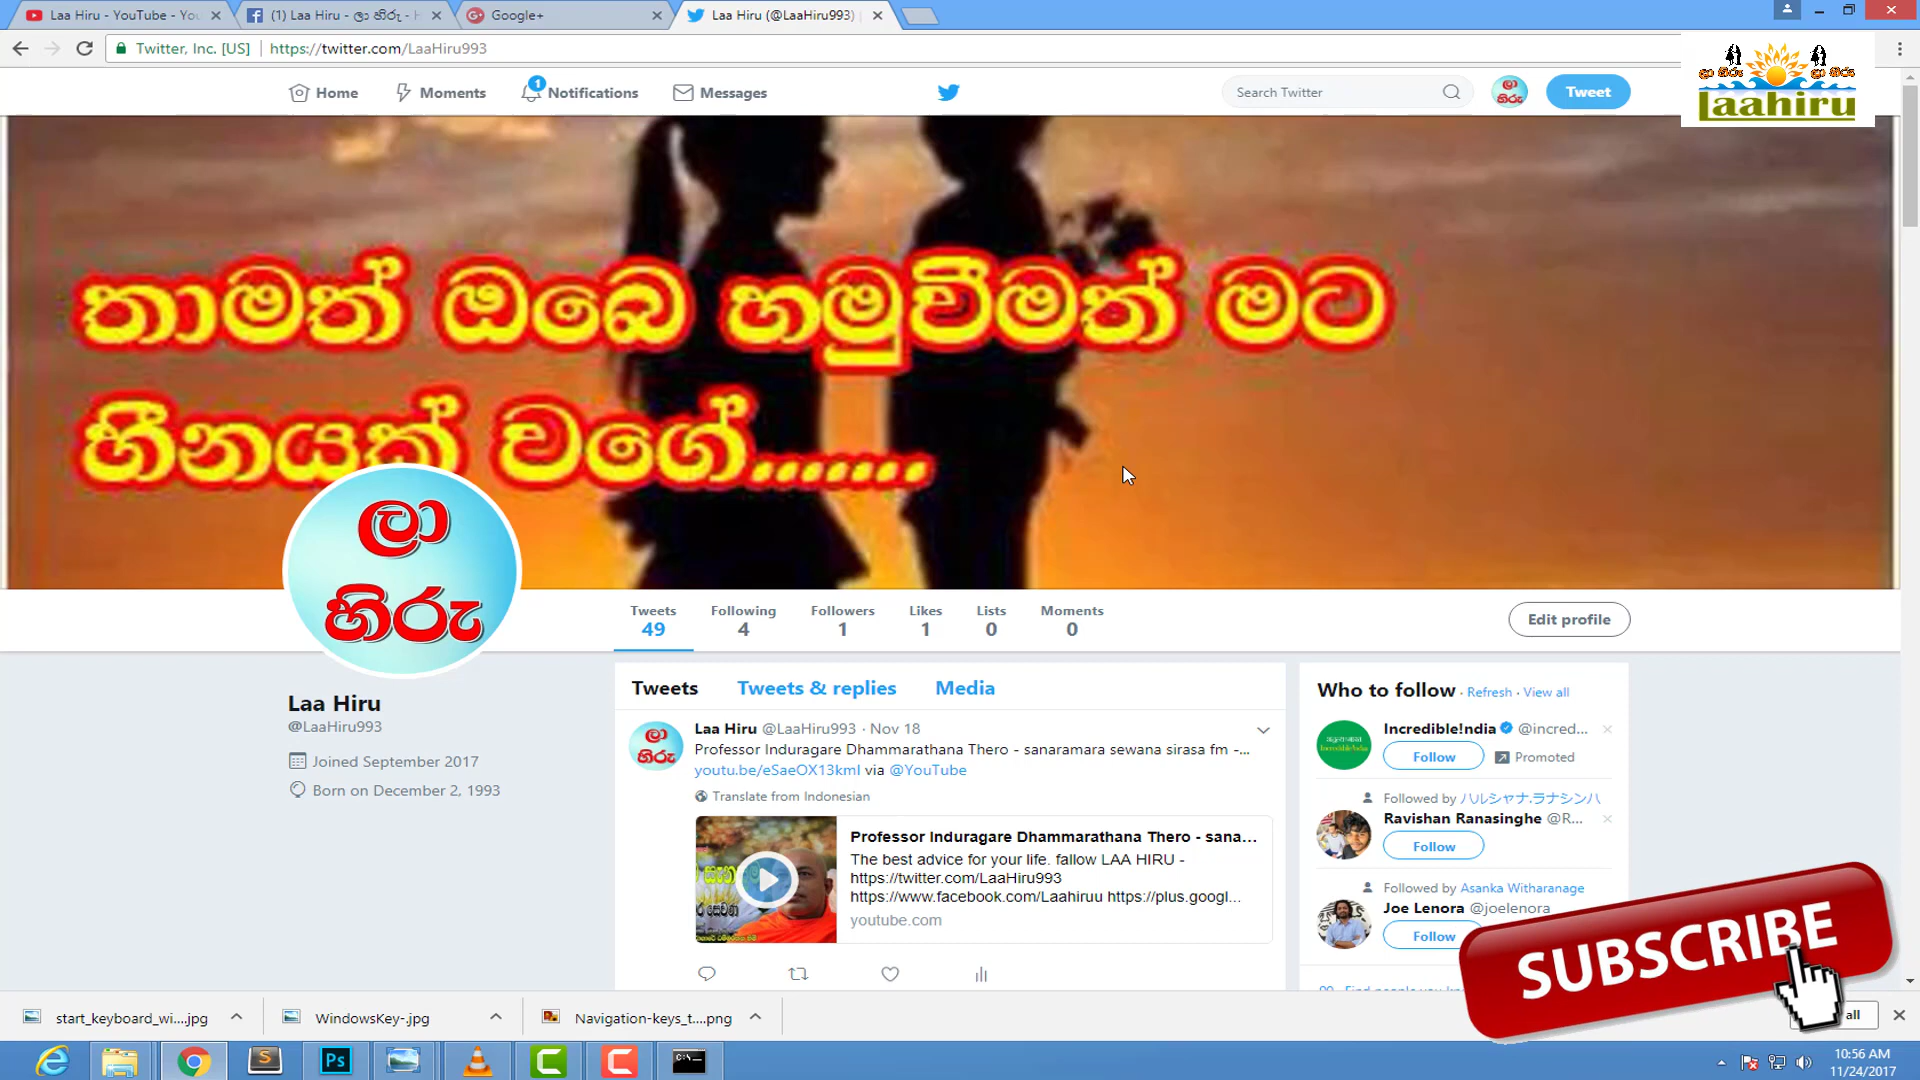 Laa Hiru - YouTube - You
(1) Laa Hiru - ලා හිරු - H
Google+
Laa Hiru (@LaaHiru993)
Twitter, Inc. [US]
https://twitter.com/LaaHiru993
Home
Moments
1
Notifications
Messages
Search Twitter
ලා
හිරු
Tweet
ලා හිරු
ලා හිරු
Laahiru
තාමත් ඔබෙ හමුවීමත් මට
හීනයක් වගේ.......
ලා
හිරු
Tweets
49
Following
4
Followers
1
Likes
1
Lists
0
Moments
0
Edit profile
Laa Hiru
@LaaHiru993
Joined September 2017
Born on December 2, 1993
Tweets
Tweets & replies
Media
ලා
හිරු
Laa Hiru @LaaHiru993 · Nov 18
Professor Induragare Dhammarathana Thero - sanaramara sewana sirasa fm -...
youtu.be/eSaeOX13kmI via @YouTube
Translate from Indonesian
Professor Induragare Dhammarathana Thero - sana...
The best advice for your life. fallow LAA HIRU -
https://twitter.com/LaaHiru993
https://www.facebook.com/Laahiruu https://plus.googl...
youtube.com
Who to follow · Refresh · View all
Incredible!ndia @incred...
Follow
Promoted
Followed by ハルシャナ.ラナシンハ
Ravishan Ranasinghe @R...
Follow
Followed by Asanka Witharanage
Joe Lenora @joelenora
Follow
SUBSCRIBE
start_keyboard_wi....jpg
WindowsKey-.jpg
Navigation-keys_t....png
all
Ps
10:56 AM
11/24/2017